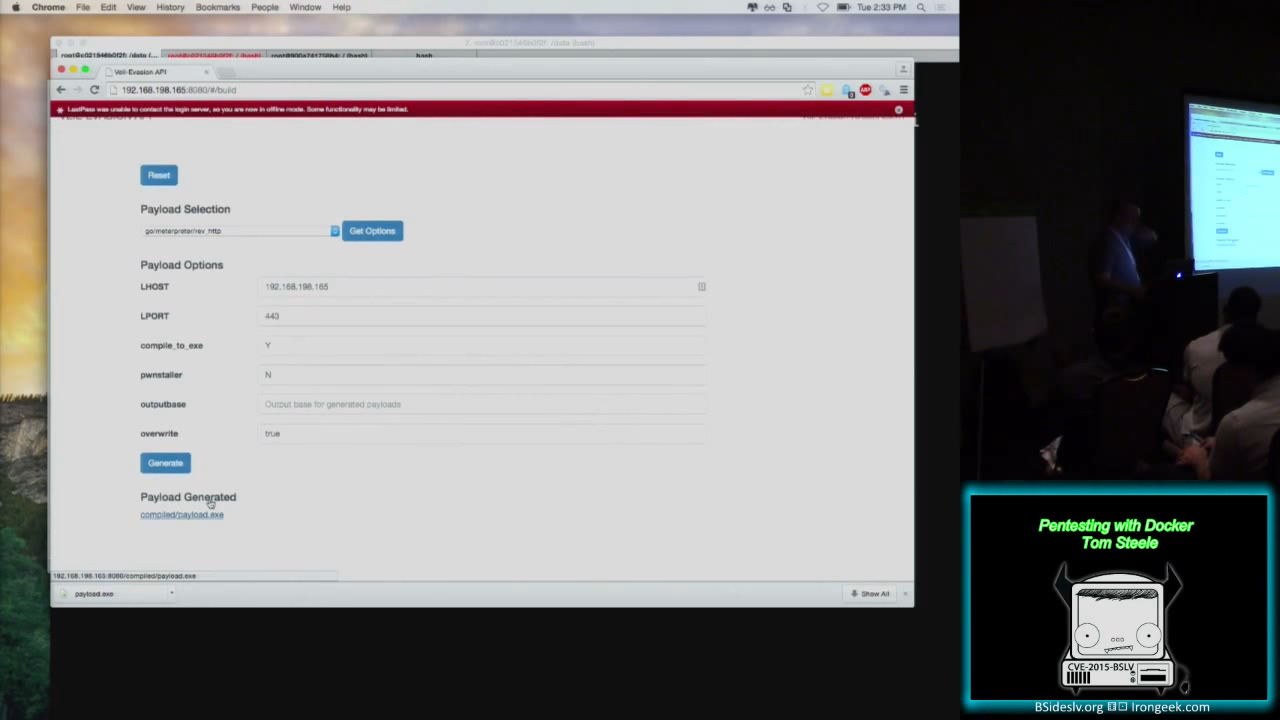 Chrome File Edit View History Bookmarks People Window Help
Tue 2:33 PM
2. root@c021546b0f2f: /data (bash)
Veil-Evasion API
192.168.198.165:8080/#/build
LastPass was unable to contact the login server, so you are now in offline mode. Some functionality may be limited.
Reset
Payload Selection
go/meterpreter/rev_http
Get Options
Payload Options
LHOST
192.168.198.165
LPORT
443
compile_to_exe
Y
pwnstaller
N
outputbase
Output base for generated payloads
overwrite
true
Generate
Payload Generated
compiled/payload.exe
192.168.198.165:8080/compiled/payload.exe
payload.exe
Show All
Pentesting with Docker
Tom Steele
CVE-2015-BSLV
BSideslv.org
Irongeek.com